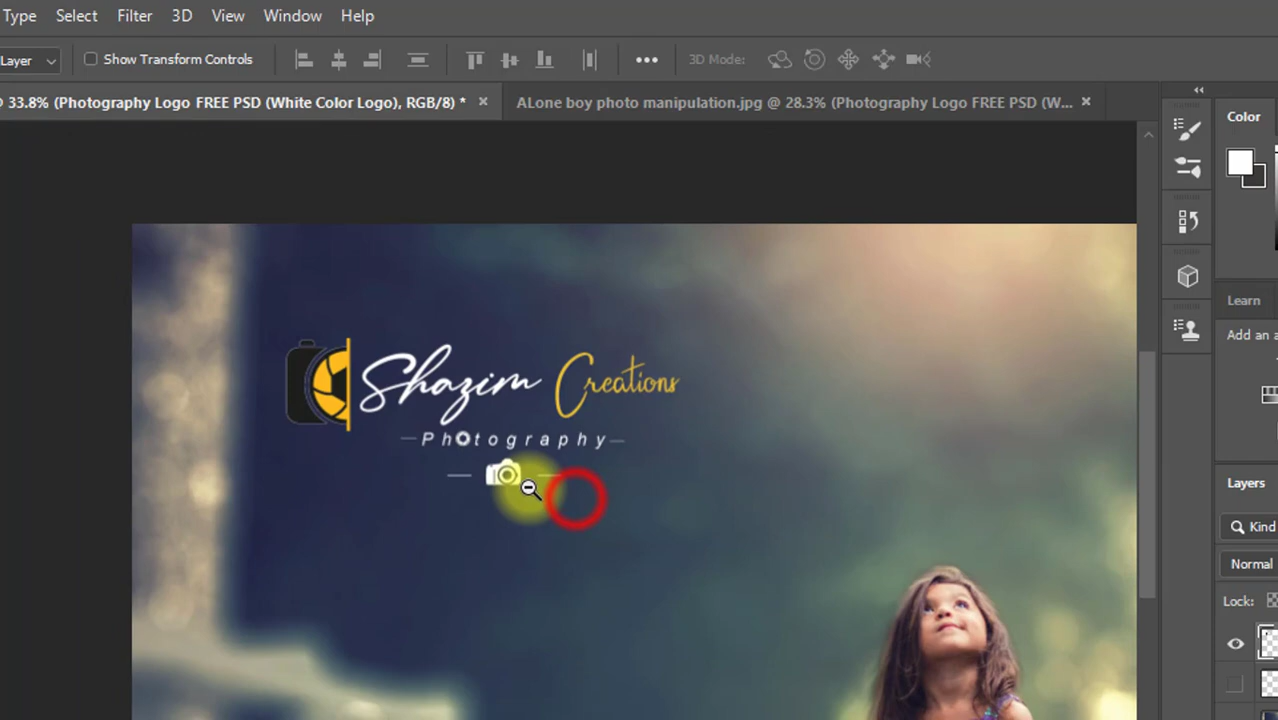 Type Select Filter 3D View Window Help
Layer Show Transform Controls 3D Mode:
33.8% (Photography Logo FREE PSD (White Color Logo), RGB/8) * ALone boy photo manipulation.jpg @ 28.3% (Photography Logo FREE PSD (W...
Color
Learn
Add an a
Shazim Creations
Photography
Layers
Kind
Normal
Lock: